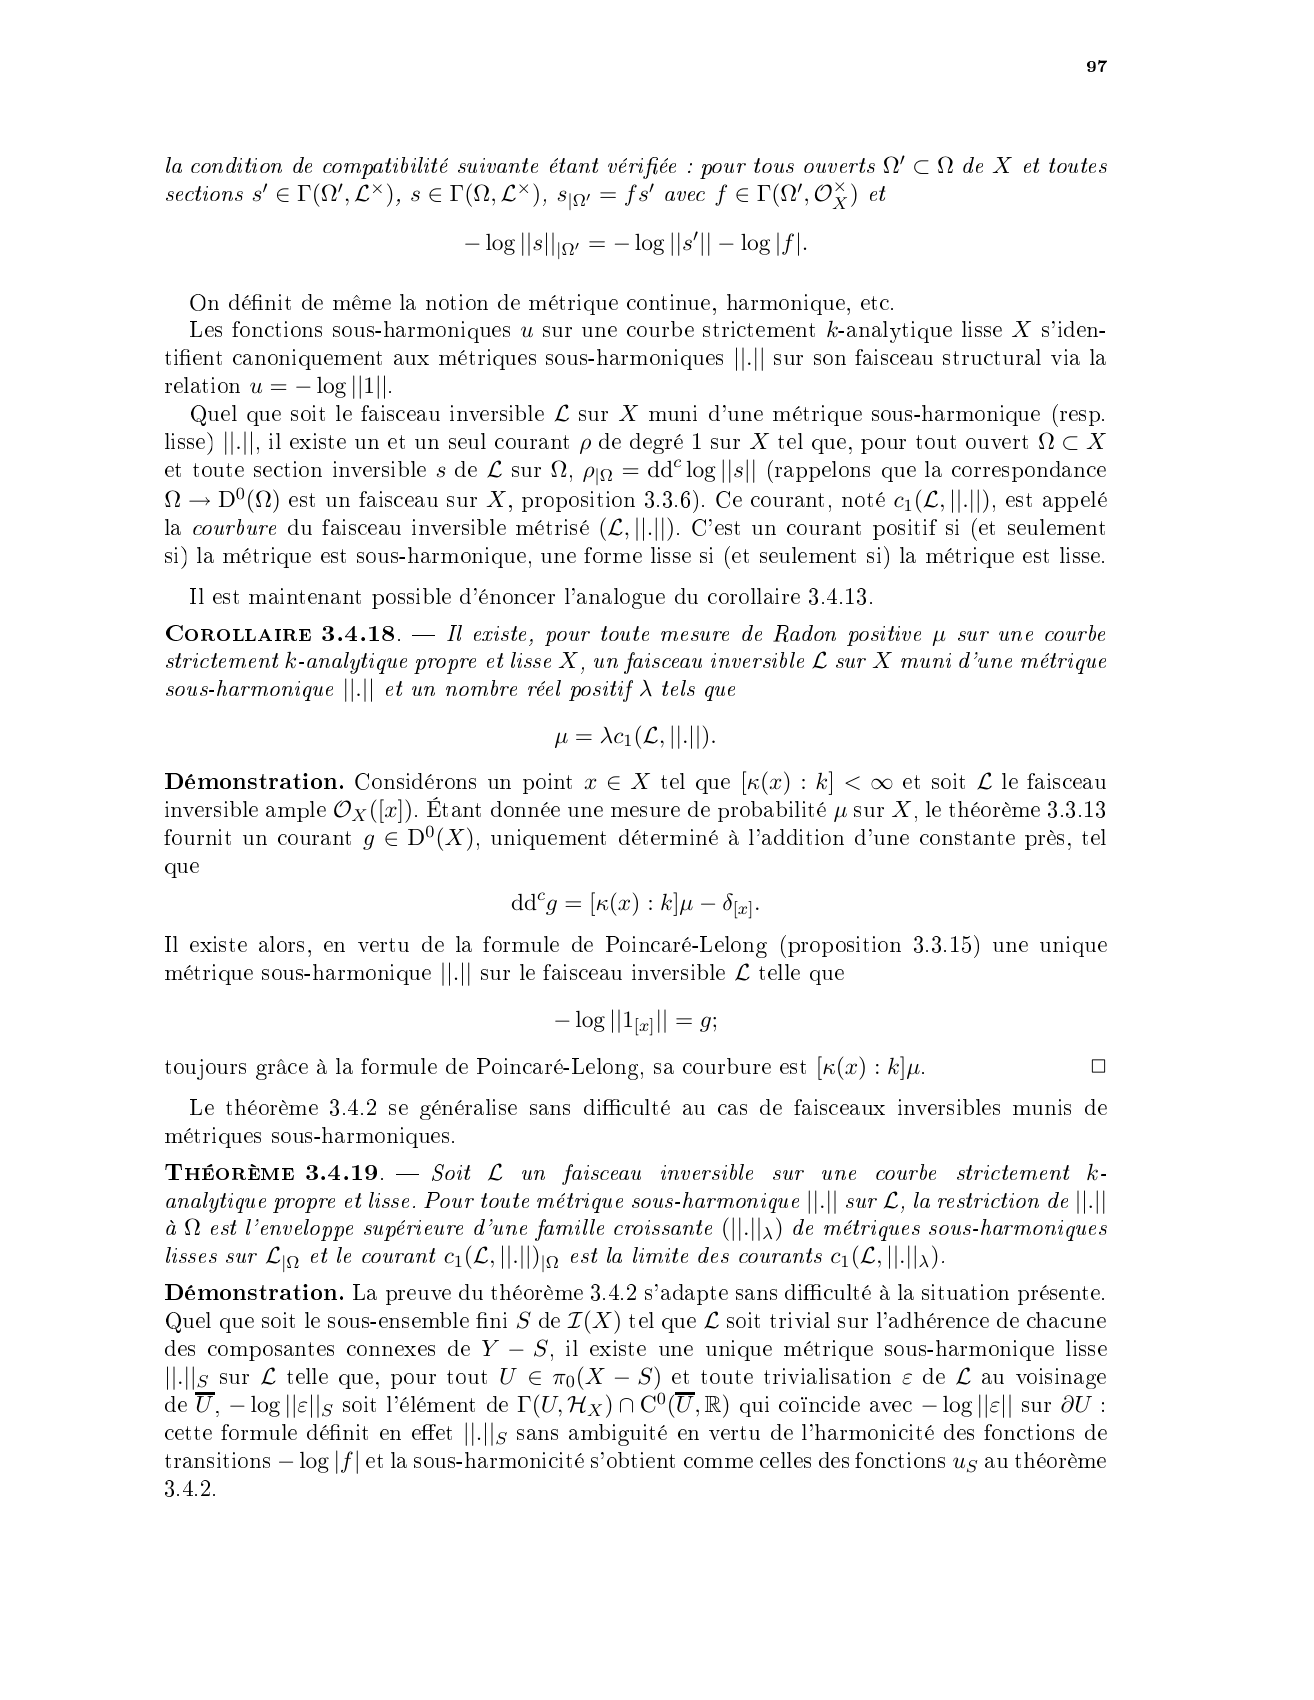 97
la condition de compatibilité suivante étant vérifiée : pour tous ouverts Ω′ ⊂ Ω de X et toutes
sections s′ ∈ Γ(Ω′, ℒ^×), s ∈ Γ(Ω, ℒ^×), s_{|Ω′} = fs′ avec f ∈ Γ(Ω′, 𝒪_X^×) et
− log ||s||_{|Ω′} = − log ||s′|| − log |f|.
On définit de même la notion de métrique continue, harmonique, etc.
Les fonctions sous-harmoniques u sur une courbe strictement k-analytique lisse X s'iden-
tifient canoniquement aux métriques sous-harmoniques ||.|| sur son faisceau structural via la
relation u = − log ||1||.
Quel que soit le faisceau inversible ℒ sur X muni d'une métrique sous-harmonique (resp.
lisse) ||.||, il existe un et un seul courant ρ de degré 1 sur X tel que, pour tout ouvert Ω ⊂ X
et toute section inversible s de ℒ sur Ω, ρ_{|Ω} = dd^c log ||s|| (rappelons que la correspondance
Ω → D^0(Ω) est un faisceau sur X, proposition 3.3.6). Ce courant, noté c_1(ℒ, ||.||), est appelé
la courbure du faisceau inversible métrisé (ℒ, ||.||). C'est un courant positif si (et seulement
si) la métrique est sous-harmonique, une forme lisse si (et seulement si) la métrique est lisse.
Il est maintenant possible d'énoncer l'analogue du corollaire 3.4.13.
Corollaire 3.4.18. — Il existe, pour toute mesure de Radon positive μ sur une courbe
strictement k-analytique propre et lisse X, un faisceau inversible ℒ sur X muni d'une métrique
sous-harmonique ||.|| et un nombre réel positif λ tels que
μ = λc_1(ℒ, ||.||).
Démonstration. Considérons un point x ∈ X tel que [κ(x) : k] < ∞ et soit ℒ le faisceau
inversible ample 𝒪_X([x]). Étant donnée une mesure de probabilité μ sur X, le théorème 3.3.13
fournit un courant g ∈ D^0(X), uniquement déterminé à l'addition d'une constante près, tel
que
dd^c g = [κ(x) : k]μ − δ_{[x]}.
Il existe alors, en vertu de la formule de Poincaré-Lelong (proposition 3.3.15) une unique
métrique sous-harmonique ||.|| sur le faisceau inversible ℒ telle que
− log ||1_{[x]}|| = g;
toujours grâce à la formule de Poincaré-Lelong, sa courbure est [κ(x) : k]μ. □
Le théorème 3.4.2 se généralise sans difficulté au cas de faisceaux inversibles munis de
métriques sous-harmoniques.
Théorème 3.4.19. — Soit ℒ un faisceau inversible sur une courbe strictement k-
analytique propre et lisse. Pour toute métrique sous-harmonique ||.|| sur ℒ, la restriction de ||.||
à Ω est l'enveloppe supérieure d'une famille croissante (||.||_λ) de métriques sous-harmoniques
lisses sur ℒ_{|Ω} et le courant c_1(ℒ, ||.||)_{|Ω} est la limite des courants c_1(ℒ, ||.||_λ).
Démonstration. La preuve du théorème 3.4.2 s'adapte sans difficulté à la situation présente.
Quel que soit le sous-ensemble fini S de ℐ(X) tel que ℒ soit trivial sur l'adhérence de chacune
des composantes connexes de Y − S, il existe une unique métrique sous-harmonique lisse
||.||_S sur ℒ telle que, pour tout U ∈ π_0(X − S) et toute trivialisation ε de ℒ au voisinage
de U̅, − log ||ε||_S soit l'élément de Γ(U, ℋ_X) ∩ C^0(U̅, ℝ) qui coïncide avec − log ||ε|| sur ∂U :
cette formule définit en effet ||.||_S sans ambiguité en vertu de l'harmonicité des fonctions de
transitions − log |f| et la sous-harmonicité s'obtient comme celles des fonctions u_S au théorème
3.4.2.